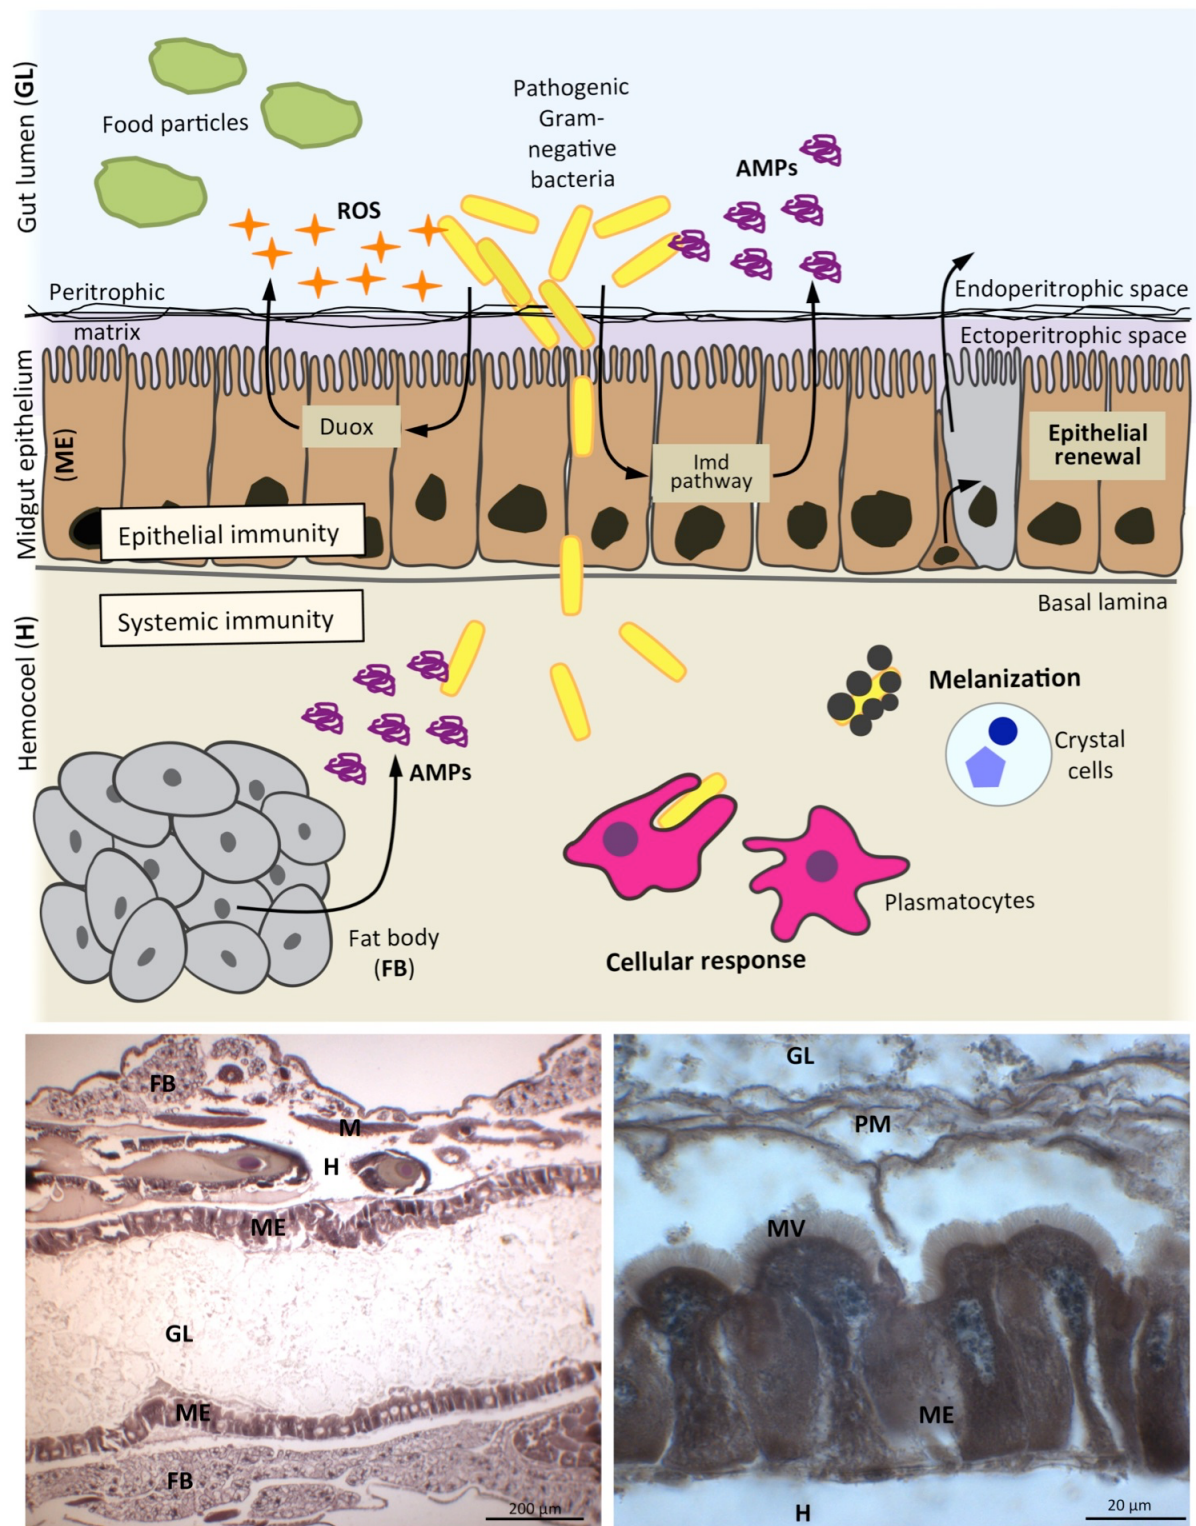 Gut lumen (GL)
Food particles
Pathogenic
Gram-
negative
bacteria
AMPs
ROS
Peritrophic
matrix
Endoperitrophic space
Ectoperitrophic space
Midgut epithelium
(ME)
Duox
Imd
pathway
Epithelial
renewal
Epithelial immunity
Basal lamina
Systemic immunity
Hemocoel (H)
AMPs
Melanization
Crystal
cells
Plasmatocytes
Fat body
(FB)
Cellular response
FB
M
H
ME
GL
ME
FB
200 µm
GL
PM
MV
ME
H
20 µm